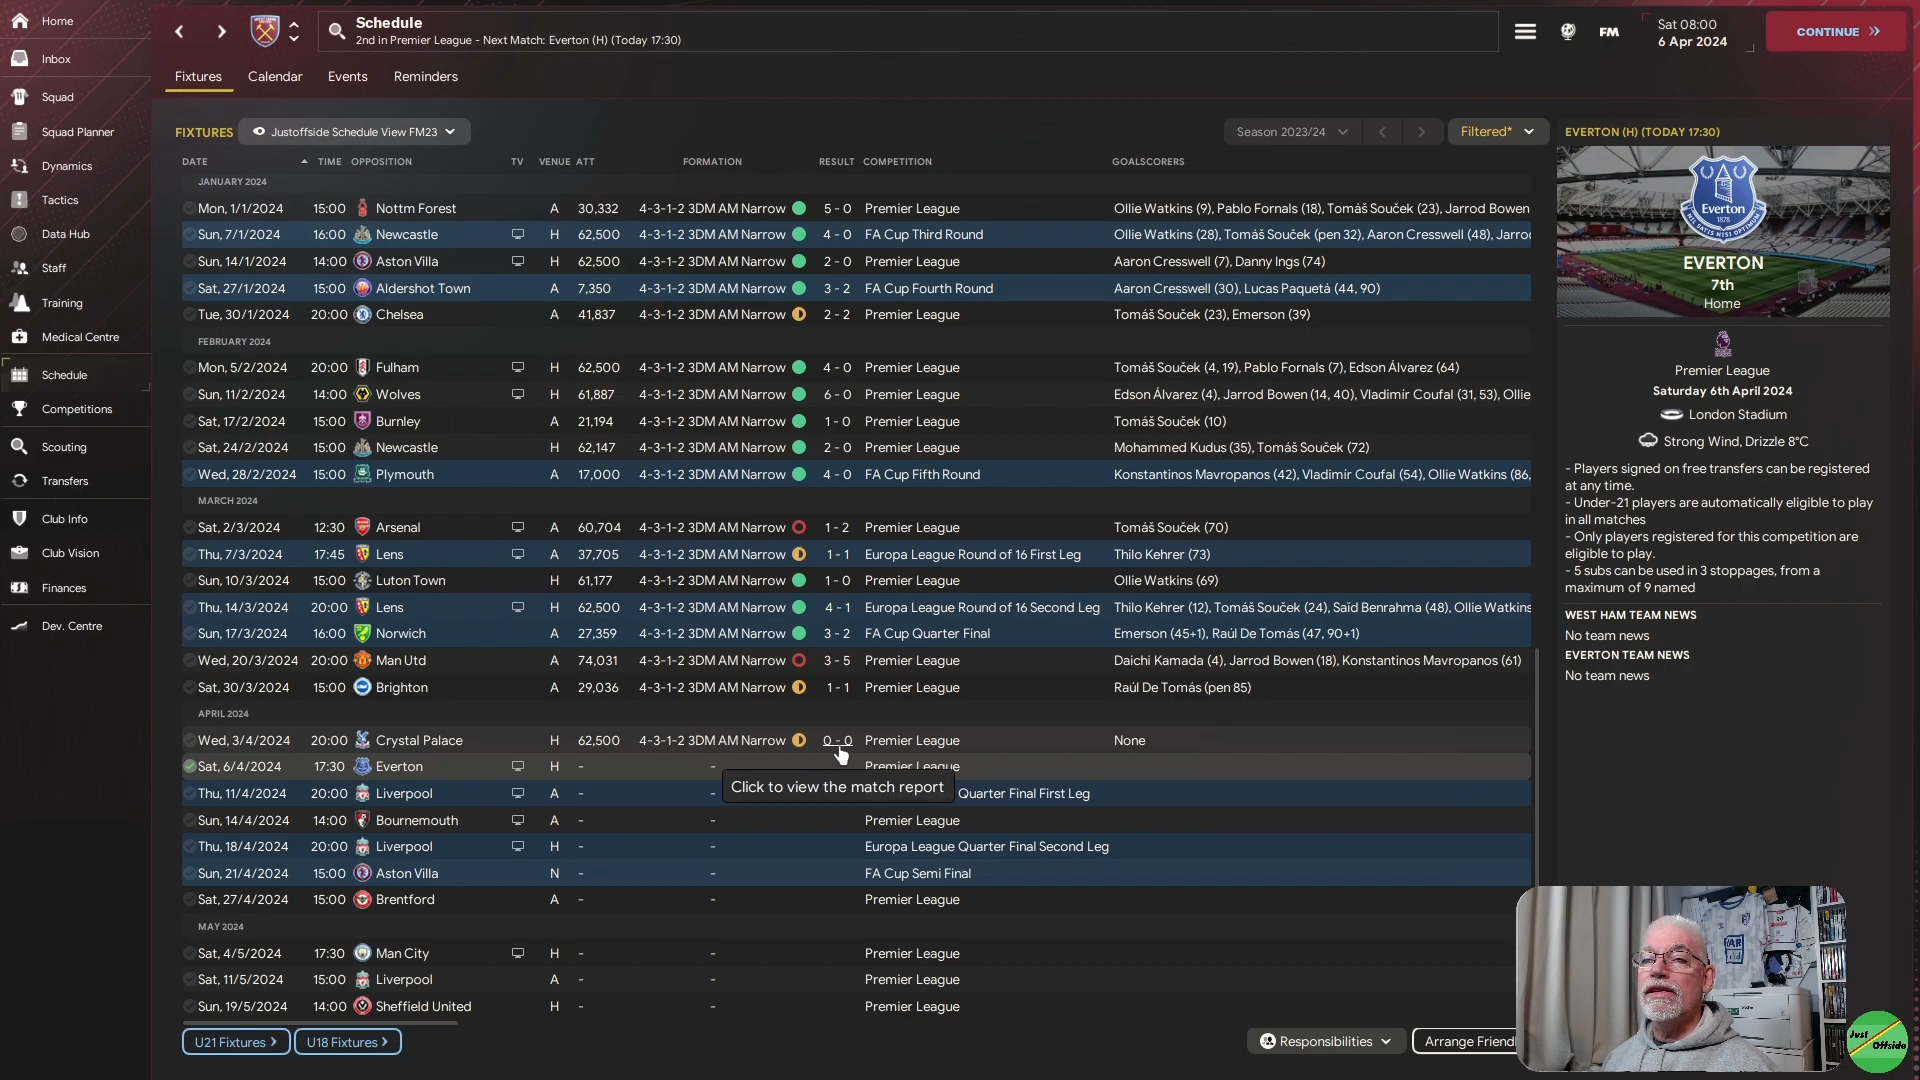 Home
Inbox
Squad
Squad Planner
Dynamics
Tactics
Data Hub
Staff
Training
Medical Centre
Schedule
Competitions
Scouting
Transfers
Club Info
Club Vision
Finances
Dev. Centre
Schedule
2nd in Premier League - Next Match: Everton (H) (Today 17:30)
FM
Sat 08:00
6 Apr 2024
CONTINUE
Fixtures Calendar Events Reminders
FIXTURES Justoffside Schedule View FM23 Season 2023/24 Filtered*
DATE TIME OPPOSITION TV VENUE ATT FORMATION RESULT COMPETITION GOALSCORERS
JANUARY 2024
Mon, 1/1/2024 15:00 Nottm Forest A 30,332 4-3-1-2 3DM AM Narrow 5 - 0 Premier League Ollie Watkins (9), Pablo Fornals (18), Tomáš Souček (23), Jarrod Bowen
Sun, 7/1/2024 16:00 Newcastle H 62,500 4-3-1-2 3DM AM Narrow 4 - 0 FA Cup Third Round Ollie Watkins (28), Tomáš Souček (pen 32), Aaron Cresswell (48), Jarro
Sun, 14/1/2024 14:00 Aston Villa H 62,500 4-3-1-2 3DM AM Narrow 2 - 0 Premier League Aaron Cresswell (7), Danny Ings (74)
Sat, 27/1/2024 15:00 Aldershot Town A 7,350 4-3-1-2 3DM AM Narrow 3 - 2 FA Cup Fourth Round Aaron Cresswell (30), Lucas Paquetá (44, 90)
Tue, 30/1/2024 20:00 Chelsea A 41,837 4-3-1-2 3DM AM Narrow 2 - 2 Premier League Tomáš Souček (23), Emerson (39)
FEBRUARY 2024
Mon, 5/2/2024 20:00 Fulham H 62,500 4-3-1-2 3DM AM Narrow 4 - 0 Premier League Tomáš Souček (4, 19), Pablo Fornals (7), Edson Álvarez (64)
Sun, 11/2/2024 14:00 Wolves H 61,887 4-3-1-2 3DM AM Narrow 6 - 0 Premier League Edson Álvarez (4), Jarrod Bowen (14, 40), Vladimír Coufal (31, 53), Ollie
Sat, 17/2/2024 15:00 Burnley A 21,194 4-3-1-2 3DM AM Narrow 1 - 0 Premier League Tomáš Souček (10)
Sat, 24/2/2024 15:00 Newcastle H 62,147 4-3-1-2 3DM AM Narrow 2 - 0 Premier League Mohammed Kudus (35), Tomáš Souček (72)
Wed, 28/2/2024 15:00 Plymouth A 17,000 4-3-1-2 3DM AM Narrow 4 - 0 FA Cup Fifth Round Konstantinos Mavropanos (42), Vladimír Coufal (54), Ollie Watkins (86,
MARCH 2024
Sat, 2/3/2024 12:30 Arsenal A 60,704 4-3-1-2 3DM AM Narrow 1 - 2 Premier League Tomáš Souček (70)
Thu, 7/3/2024 17:45 Lens A 37,705 4-3-1-2 3DM AM Narrow 1 - 1 Europa League Round of 16 First Leg Thilo Kehrer (73)
Sun, 10/3/2024 15:00 Luton Town H 61,177 4-3-1-2 3DM AM Narrow 1 - 0 Premier League Ollie Watkins (69)
Thu, 14/3/2024 20:00 Lens H 62,500 4-3-1-2 3DM AM Narrow 4 - 1 Europa League Round of 16 Second Leg Thilo Kehrer (12), Tomáš Souček (24), Saïd Benrahma (48), Ollie Watkins
Sun, 17/3/2024 16:00 Norwich A 27,359 4-3-1-2 3DM AM Narrow 3 - 2 FA Cup Quarter Final Emerson (45+1), Raúl De Tomás (47, 90+1)
Wed, 20/3/2024 20:00 Man Utd A 74,031 4-3-1-2 3DM AM Narrow 3 - 5 Premier League Daichi Kamada (4), Jarrod Bowen (18), Konstantinos Mavropanos (61)
Sat, 30/3/2024 15:00 Brighton A 29,036 4-3-1-2 3DM AM Narrow 1 - 1 Premier League Raúl De Tomás (pen 85)
APRIL 2024
Wed, 3/4/2024 20:00 Crystal Palace H 62,500 4-3-1-2 3DM AM Narrow 0 - 0 Premier League None
Sat, 6/4/2024 17:30 Everton H - - Premier League
Click to view the match report
Thu, 11/4/2024 20:00 Liverpool A - - Quarter Final First Leg
Sun, 14/4/2024 14:00 Bournemouth A - - Premier League
Thu, 18/4/2024 20:00 Liverpool H - - Europa League Quarter Final Second Leg
Sun, 21/4/2024 15:00 Aston Villa N - - FA Cup Semi Final
Sat, 27/4/2024 15:00 Brentford A - - Premier League
MAY 2024
Sat, 4/5/2024 17:30 Man City H - - Premier League
Sat, 11/5/2024 15:00 Liverpool A - - Premier League
Sun, 19/5/2024 14:00 Sheffield United H - - Premier League
U21 Fixtures U18 Fixtures Responsibilities Arrange Friendl
EVERTON (H) (TODAY 17:30)
Everton
1878
EVERTON
7th
Home
Premier League
Saturday 6th April 2024
London Stadium
Strong Wind, Drizzle 8°C
- Players signed on free transfers can be registered
at any time.
- Under-21 players are automatically eligible to play
in all matches
- Only players registered for this competition are
eligible to play.
- 5 subs can be used in 3 stoppages, from a
maximum of 9 named
WEST HAM TEAM NEWS
No team news
EVERTON TEAM NEWS
No team news
Just
Offside